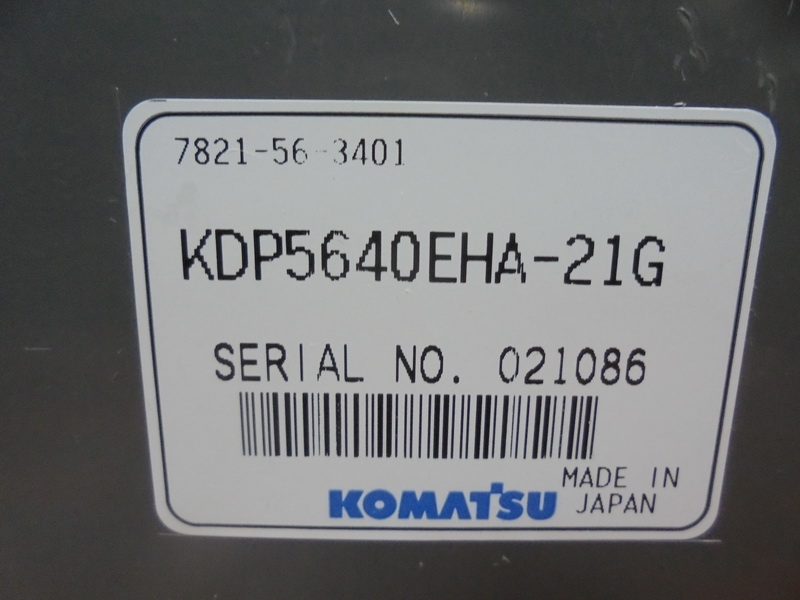 7821-56-3401
KDP5640EHA-21G
SERIAL NO. 021086
MADE IN
KOMATSU JAPAN